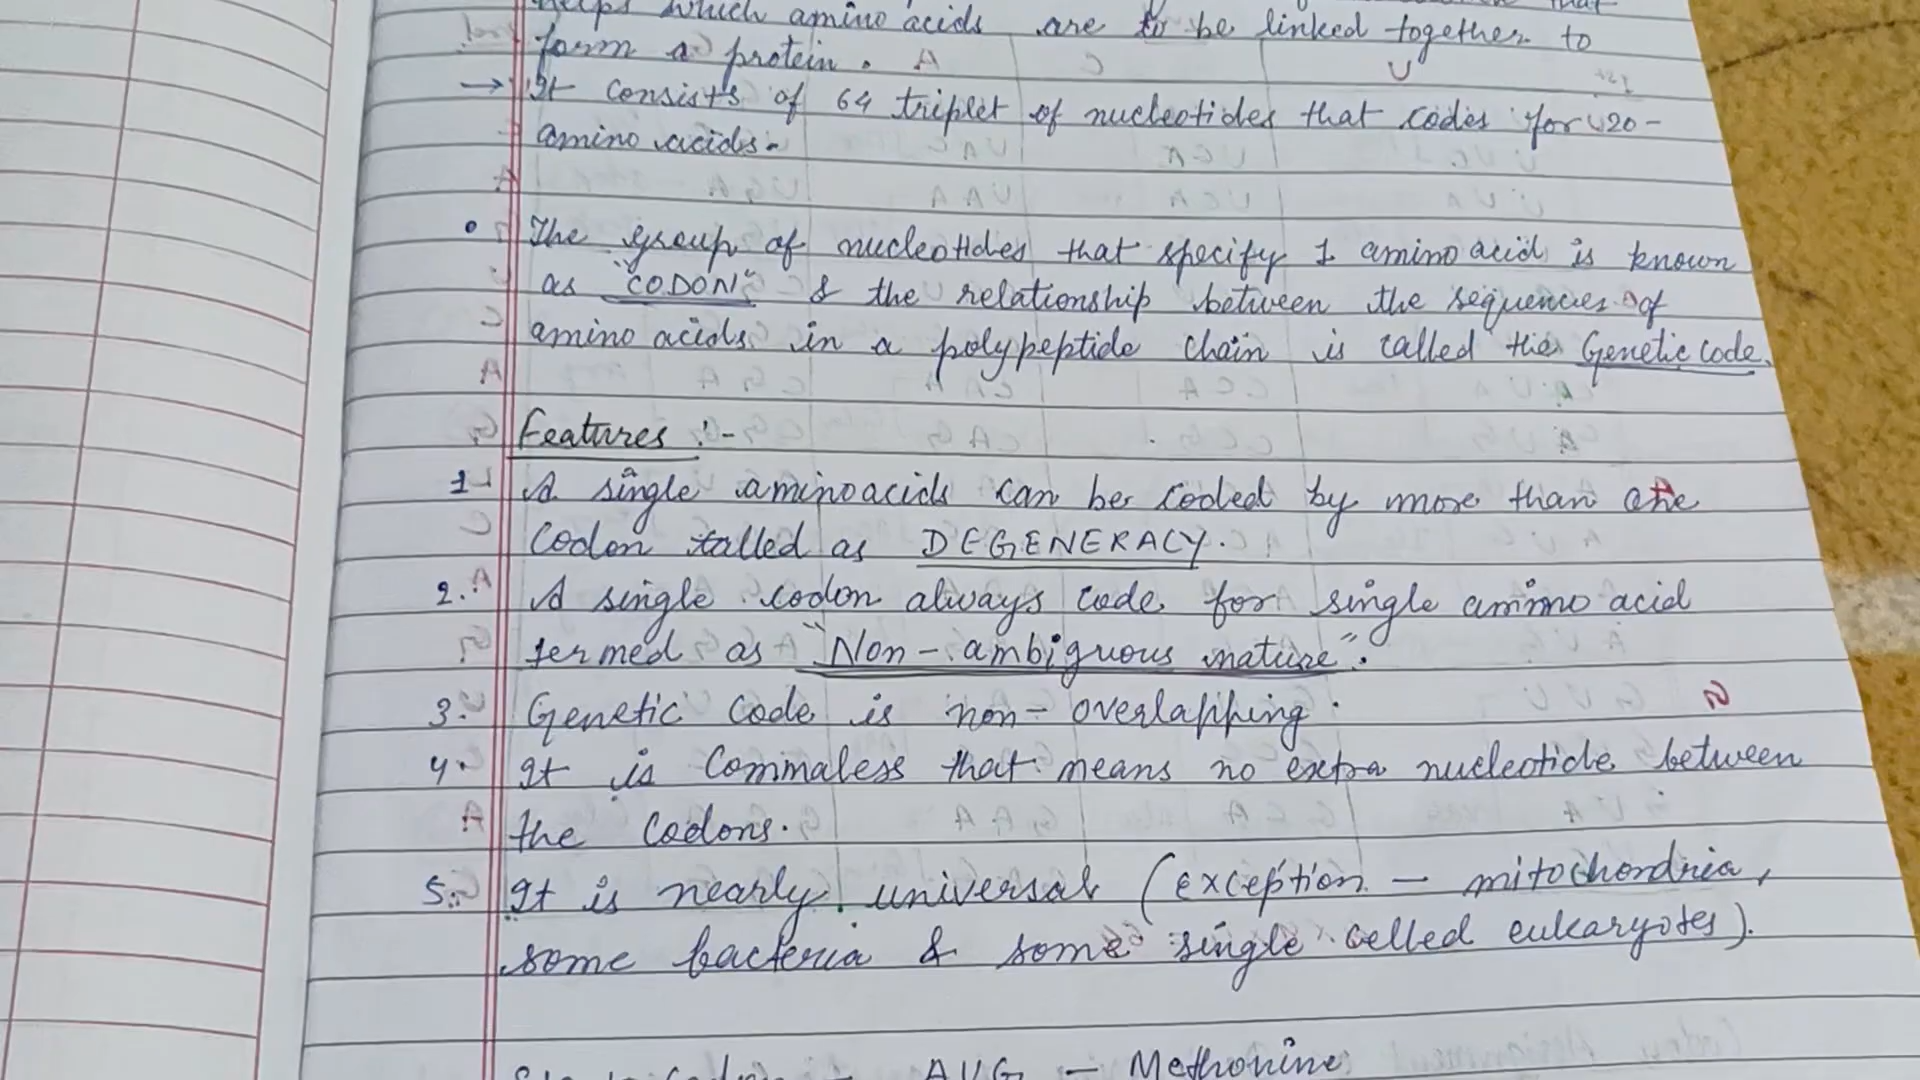 helps which amino acids are to be linked together to
form a protein.
→ It consists of 64 triplet of nucleotides that codes for 20-
amino acids.
• The group of nucleotides that specify 1 amino acid is known
as "CODON" & the relationship between the sequences of
amino acids in a polypeptide chain is called the Genetic code.
Features :-
1. A single aminoacids can be coded by more than one
codon called as DEGENERACY.
2. A single codon always code for single amino acid
termed as "Non-ambiguous nature".
3. Genetic Code is non-overlapping.
4. It is Commaless that means no extra nucleotide between
the Codons.
5. It is nearly universal (exception - mitochondria,
some bacteria & some single celled eukaryotes).
AUG - Methonine